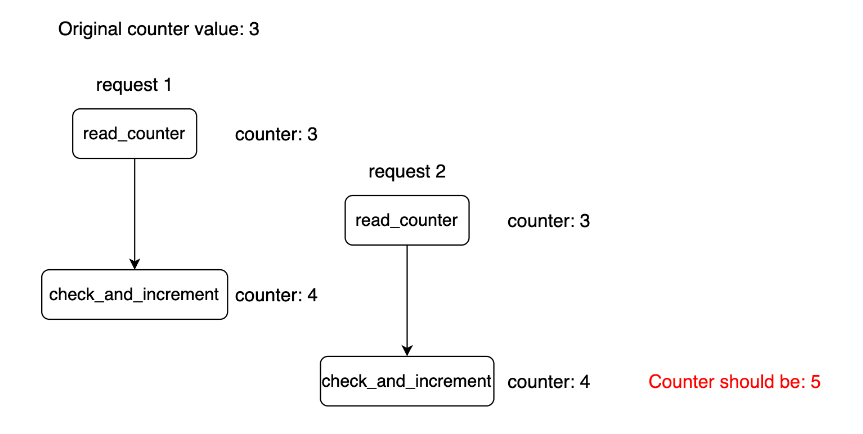 Original counter value: 3
request 1
read_counter
counter: 3
request 2
read_counter
counter: 3
check_and_increment
counter: 4
check_and_increment
counter: 4
Counter should be: 5